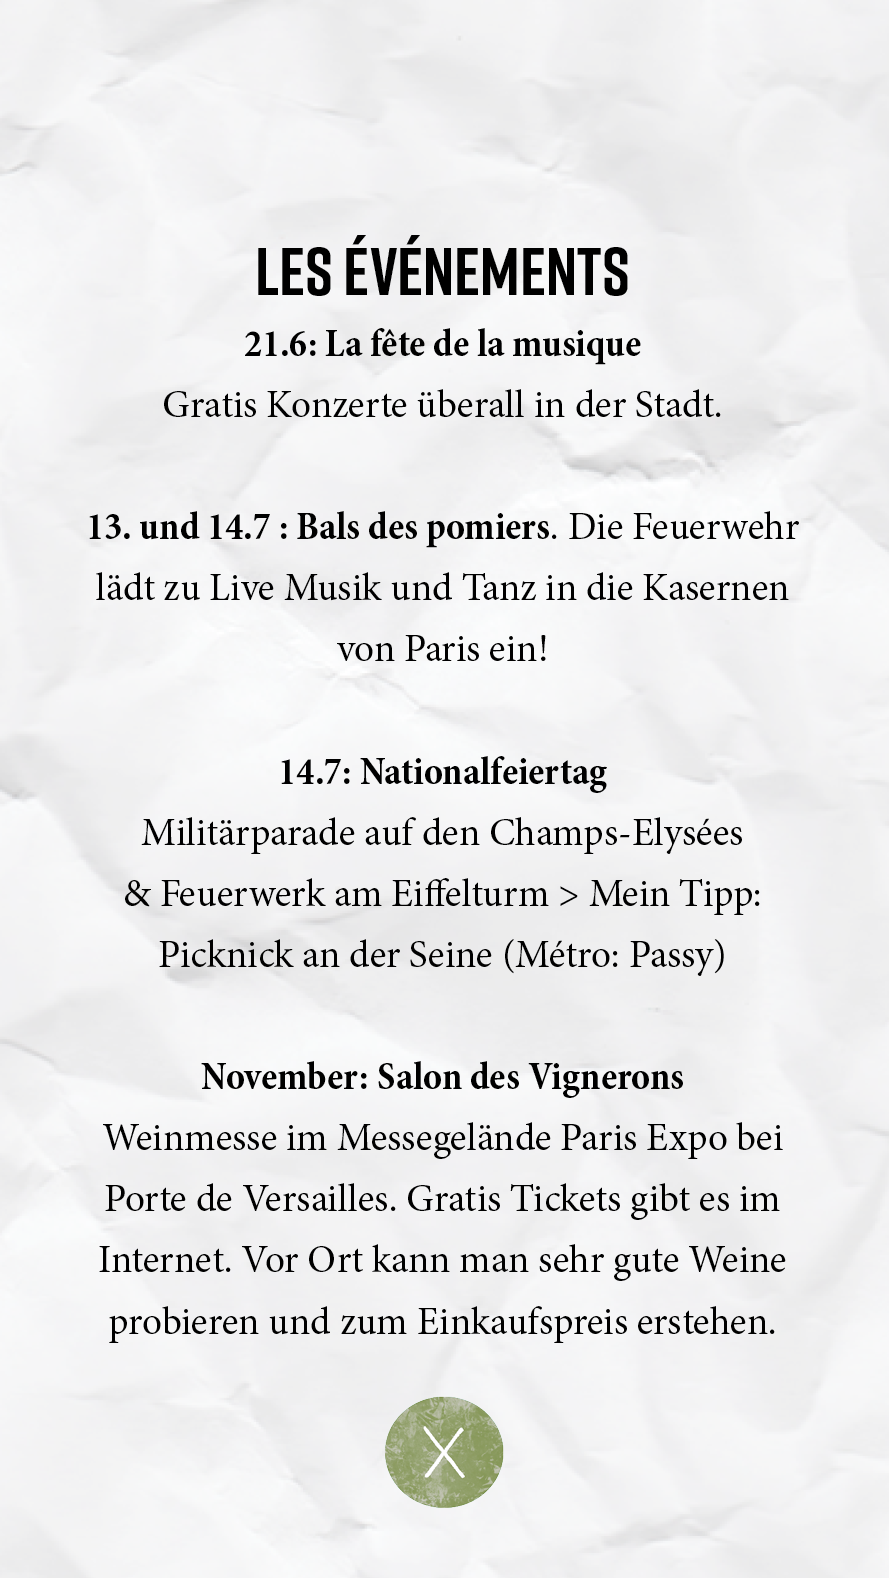 LES ÉVÉNEMENTS
21.6: La fête de la musique
Gratis Konzerte überall in der Stadt.
13. und 14.7 : Bals des pomiers. Die Feuerwehr
lädt zu Live Musik und Tanz in die Kasernen
von Paris ein!
14.7: Nationalfeiertag
Militärparade auf den Champs-Elysées
& Feuerwerk am Eiffelturm > Mein Tipp:
Picknick an der Seine (Métro: Passy)
November: Salon des Vignerons
Weinmesse im Messegelände Paris Expo bei
Porte de Versailles. Gratis Tickets gibt es im
Internet. Vor Ort kann man sehr gute Weine
probieren und zum Einkaufspreis erstehen.
X